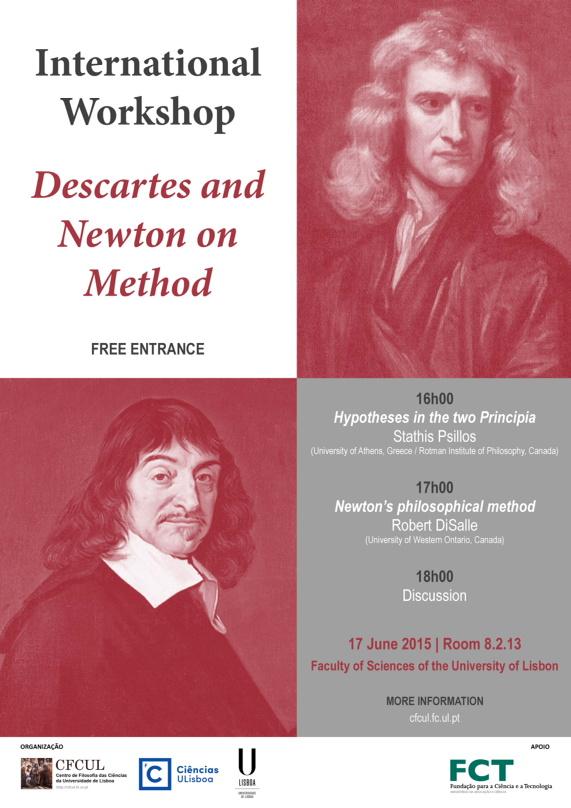 International
Workshop
Descartes and
Newton on
Method
FREE ENTRANCE
16h00
Hypotheses in the two Principia
Stathis Psillos
(University of Athens, Greece / Rotman Institute of Philosophy, Canada)
17h00
Newton's philosophical method
Robert DiSalle
(University of Western Ontario, Canada)
18h00
Discussion
17 June 2015 | Room 8.2.13
Faculty of Sciences of the University of Lisbon
MORE INFORMATION
cfcul.fc.ul.pt
ORGANIZAÇÃO
CFCUL
Centro de Filosofia das Ciências
da Universidade de Lisboa
C
Ciências
ULisboa
U
LISBOA
UNIVERSIDADE
DE LISBOA
APOIO
FCT
Fundação para a Ciência e a Tecnologia